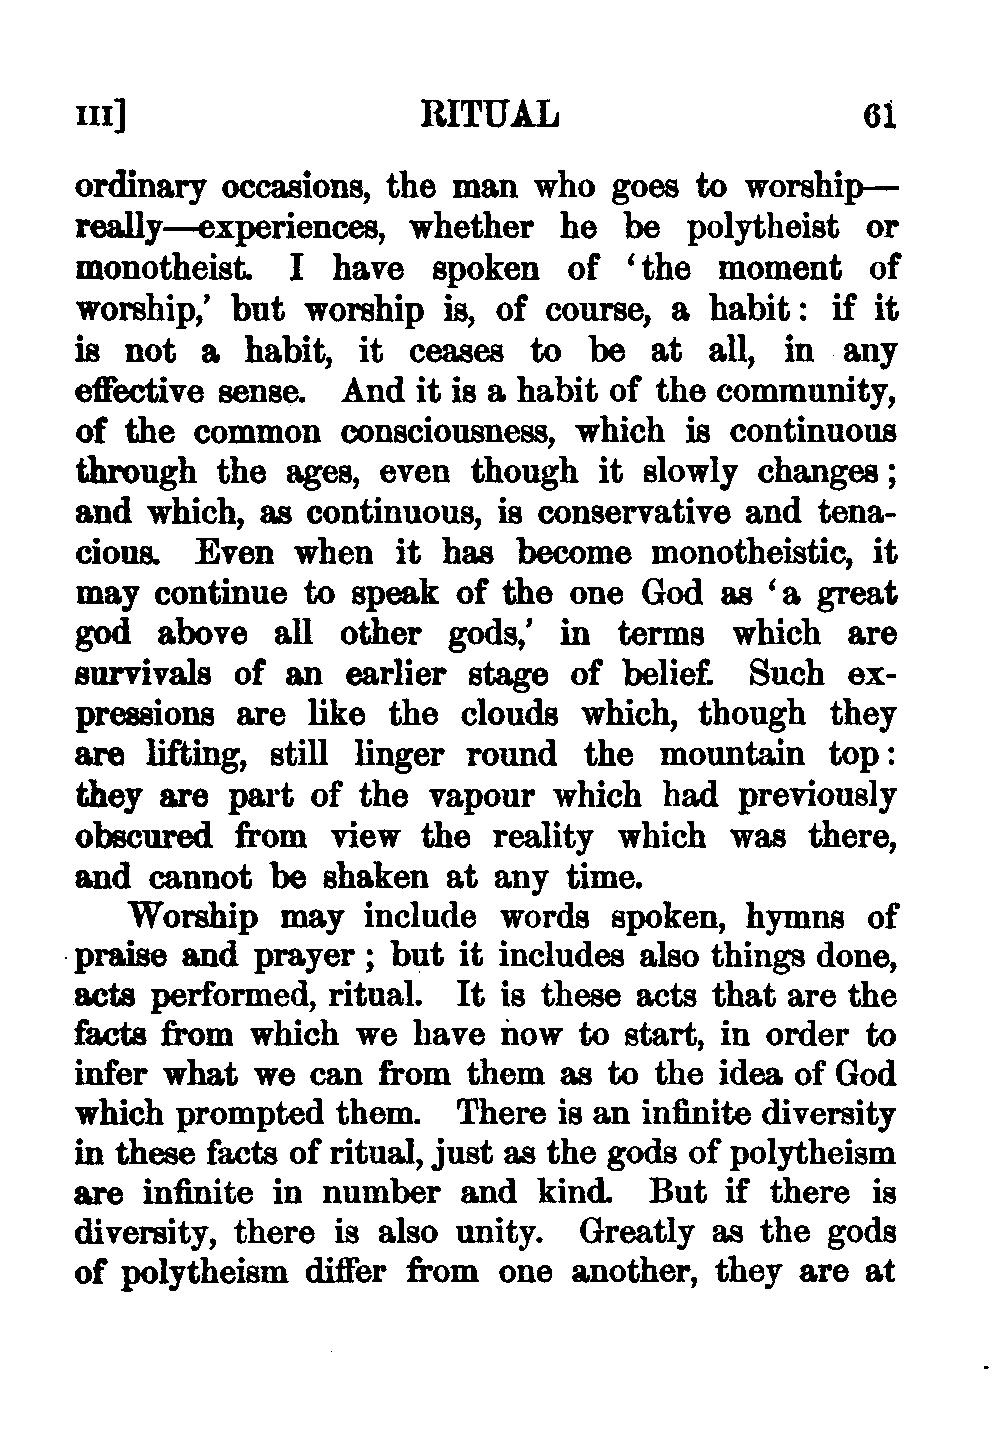 III] RITUAL 61
ordinary occasions, the man who goes to worship—
really—experiences, whether he be polytheist or
monotheist. I have spoken of ‘the moment of
worship,’ but worship is, of course, a habit: if it
is not a habit, it ceases to be at all, in any
effective sense. And it is a habit of the community,
of the common consciousness, which is continuous
through the ages, even though it slowly changes;
and which, as continuous, is conservative and tena-
cious. Even when it has become monotheistic, it
may continue to speak of the one God as ‘a great
god above all other gods,’ in terms which are
survivals of an earlier stage of belief. Such ex-
pressions are like the clouds which, though they
are lifting, still linger round the mountain top:
they are part of the vapour which had previously
obscured from view the reality which was there,
and cannot be shaken at any time.
Worship may include words spoken, hymns of
praise and prayer; but it includes also things done,
acts performed, ritual. It is these acts that are the
facts from which we have now to start, in order to
infer what we can from them as to the idea of God
which prompted them. There is an infinite diversity
in these facts of ritual, just as the gods of polytheism
are infinite in number and kind. But if there is
diversity, there is also unity. Greatly as the gods
of polytheism differ from one another, they are at